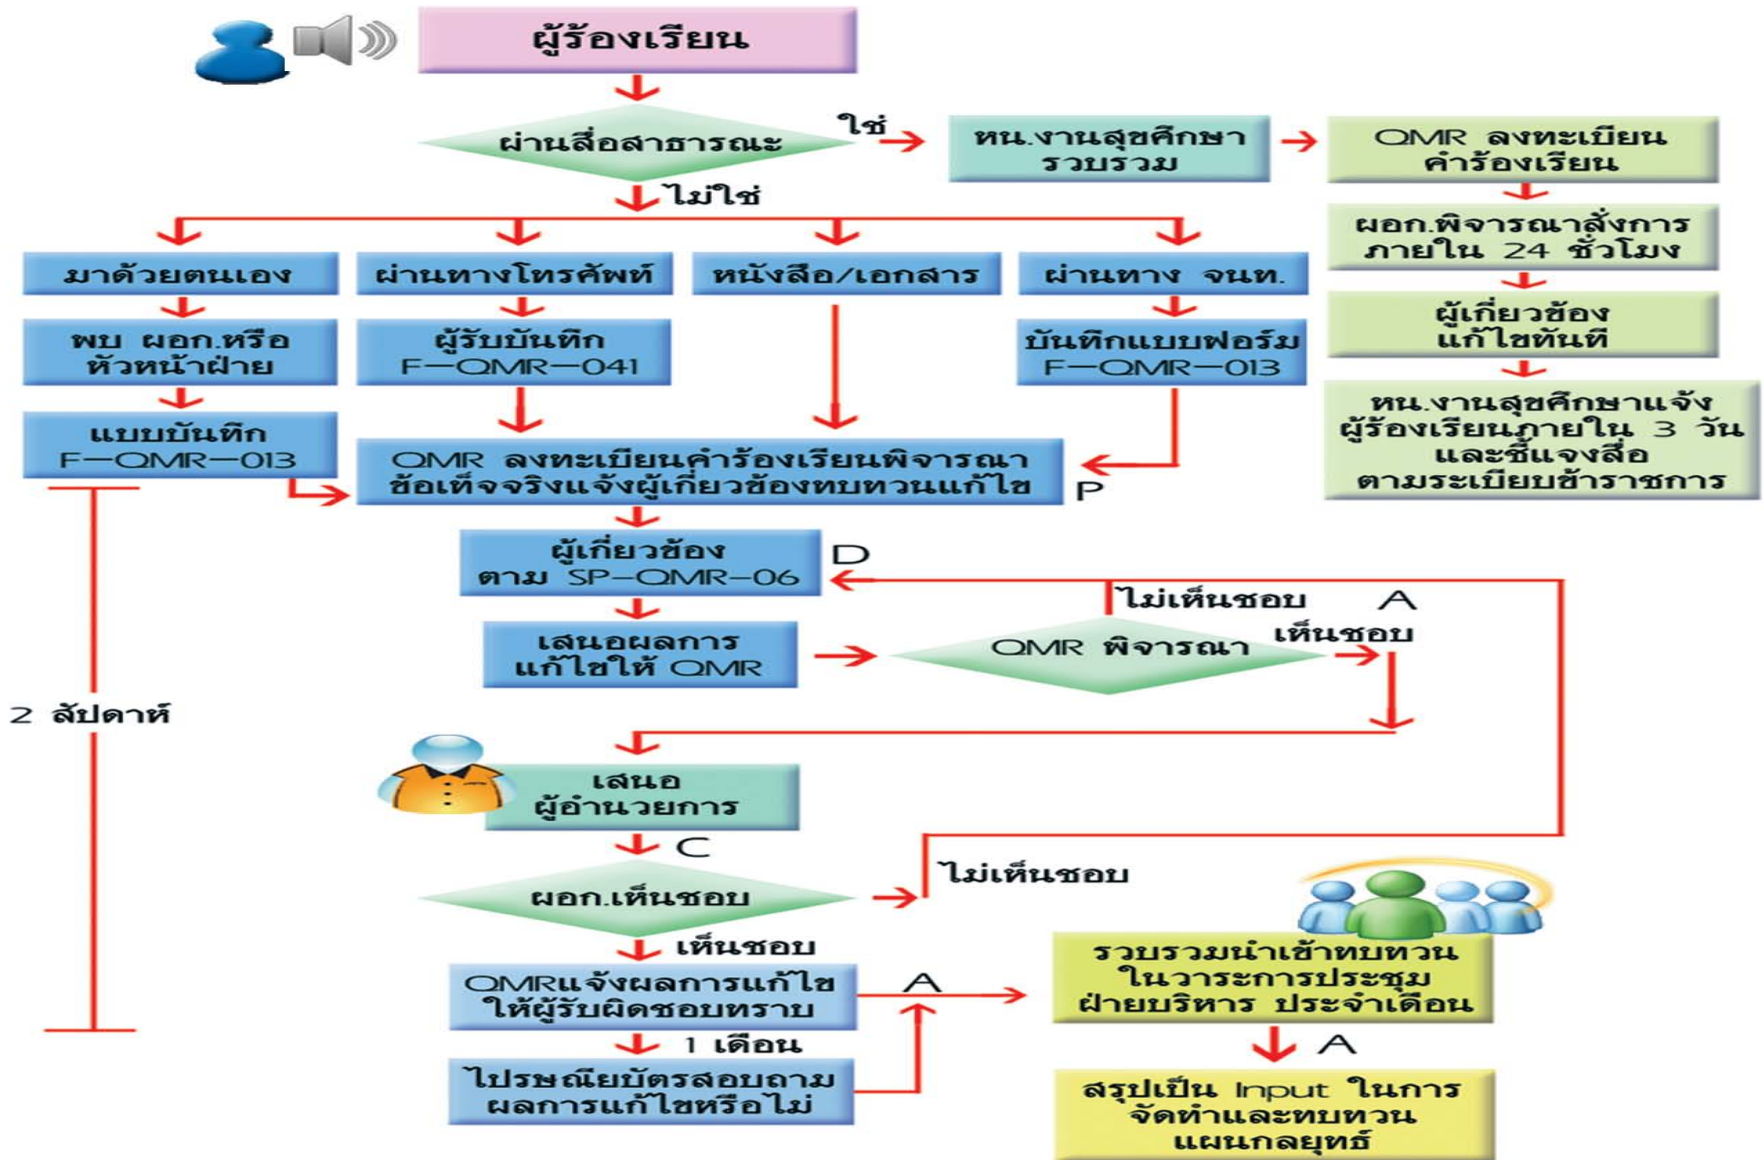 ผู้ร้องเรียน
ผ่านสื่อสาธารณะ
ใช่
หน.งานสุขศึกษา
รวบรวม
QMR ลงทะเบียน
คำร้องเรียน
ไม่ใช่
ผอก.พิจารณาสั่งการ
ภายใน 24 ชั่วโมง
มาด้วยตนเอง
ผ่านทางโทรศัพท์
หนังสือ/เอกสาร
ผ่านทาง จนท.
ผู้เกี่ยวข้อง
แก้ไขทันที
พบ ผอก.หรือ
หัวหน้าฝ่าย
ผู้รับบันทึก
F-QMR-041
บันทึกแบบฟอร์ม
F-QMR-013
หน.งานสุขศึกษาแจ้ง
ผู้ร้องเรียนภายใน 3 วัน
และชี้แจงสื่อ
ตามระเบียบข้าราชการ
แบบบันทึก
F-QMR-013
QMR ลงทะเบียนคำร้องเรียนพิจารณา
ข้อเท็จจริงแจ้งผู้เกี่ยวข้องทบทวนแก้ไข
P
ผู้เกี่ยวข้อง
ตาม SP-QMR-06
D
ไม่เห็นชอบ A
เห็นชอบ
เสนอผลการ
แก้ไขให้ QMR
QMR พิจารณา
2 สัปดาห์
เสนอ
ผู้อำนวยการ
C
ผอก.เห็นชอบ
ไม่เห็นชอบ
เห็นชอบ
QMRแจ้งผลการแก้ไข
ให้ผู้รับผิดชอบทราบ
A
รวบรวมนำเข้าทบทวน
ในวาระการประชุม
ฝ่ายบริหาร ประจำเดือน
1 เดือน
A
ไปรษณียบัตรสอบถาม
ผลการแก้ไขหรือไม่
สรุปเป็น Input ในการ
จัดทำและทบทวน
แผนกลยุทธ์